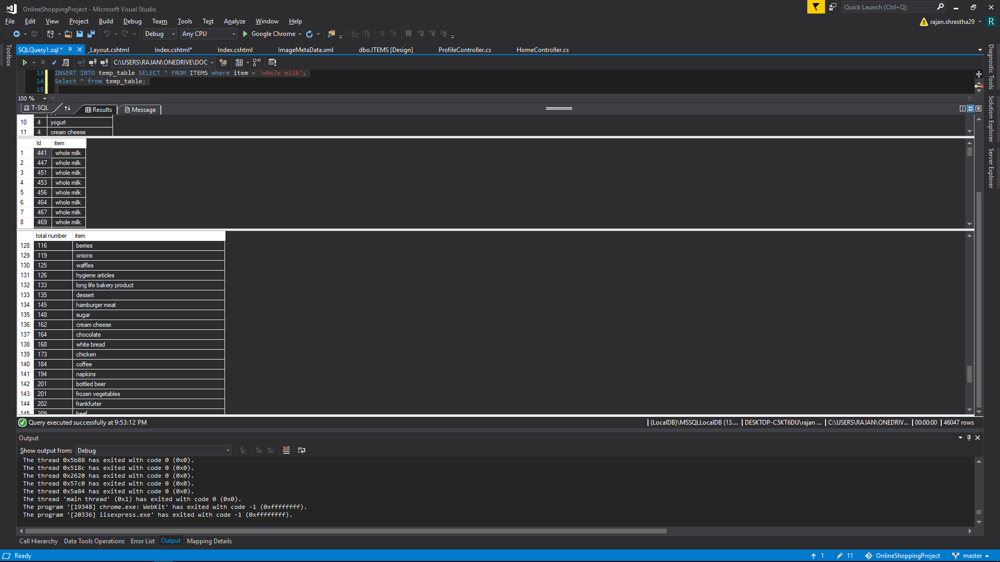 OnlineShoppingProject - Microsoft Visual Studio
Quick Launch (Ctrl+Q)
File Edit View Project Build Debug Team Tools Test Analyze Window Help
rajan.shrestha29 R
Debug Any CPU Google Chrome
SQLQuery1.sql * _Layout.cshtml Index.cshtml* Index.cshtml ImageMetaData.xml dbo.ITEMS [Design] ProfileController.cs HomeController.cs
Toolbox
Diagnostic Tools
Solution Explorer
Server Explorer
C:\USERS\RAJAN\ONEDRIVE\DOC
13 INSERT INTO temp_table SELECT * FROM ITEMS where item = 'whole milk';
14 Select * from temp_table;
15
100 %
T-SQL Results Message
10 4 yogurt
11 4 cream cheese
Id item
1 441 whole milk
2 447 whole milk
3 451 whole milk
4 453 whole milk
5 456 whole milk
6 464 whole milk
7 467 whole milk
8 469 whole milk
total number item
128 116 berries
129 119 onions
130 125 waffles
131 126 hygiene articles
132 133 long life bakery product
133 135 dessert
134 145 hamburger meat
135 148 sugar
136 162 cream cheese
137 164 chocolate
138 168 white bread
139 173 chicken
140 184 coffee
141 194 napkins
142 201 bottled beer
143 201 frozen vegetables
144 202 frankfurter
145 209 beef
Query executed successfully at 9:53:12 PM
(LocalDB)\MSSQLLocalDB (13.... DESKTOP-C5KT6DU\rajan ... C:\USERS\RAJAN\ONEDRIV... 00:00:00 46047 rows
Output
Show output from: Debug
The thread 0x5b88 has exited with code 0 (0x0).
The thread 0x518c has exited with code 0 (0x0).
The thread 0x2620 has exited with code 0 (0x0).
The thread 0x57c0 has exited with code 0 (0x0).
The thread 0x5a84 has exited with code 0 (0x0).
The thread 'main thread' (0x1) has exited with code 0 (0x0).
The program '[19348] chrome.exe: WebKit' has exited with code -1 (0xffffffff).
The program '[20336] iisexpress.exe' has exited with code -1 (0xffffffff).
Call Hierarchy Data Tools Operations Error List Output Mapping Details
Ready 1 11 OnlineShoppingProject master